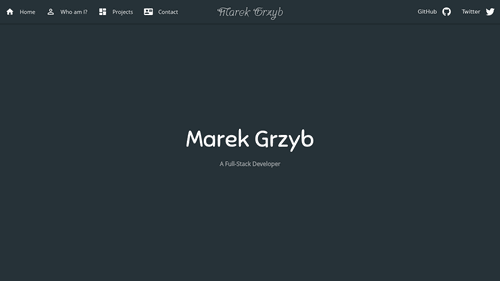 Home Who am I? Projects Contact Marek Grzyb GitHub Twitter
Marek Grzyb
A Full-Stack Developer